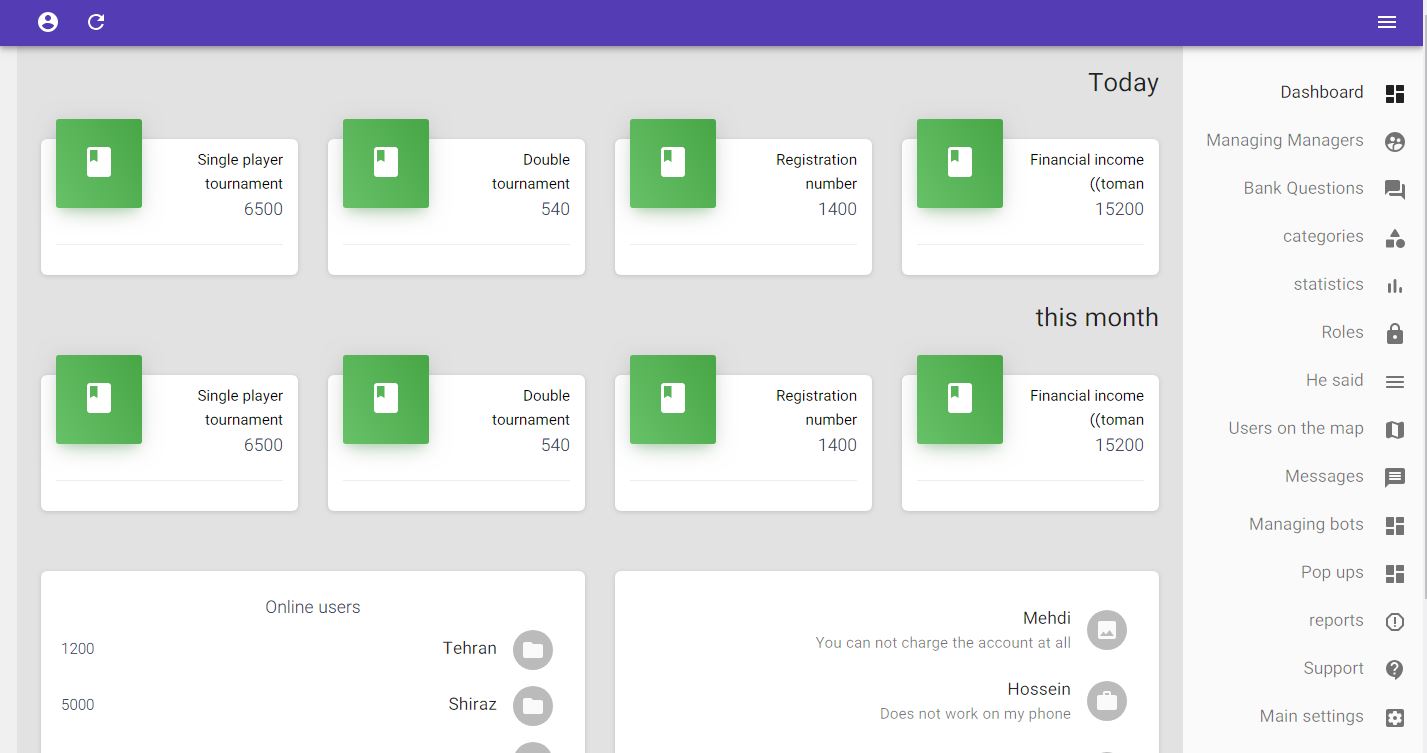 Today
Single player
tournament
6500
Double
tournament
540
Registration
number
1400
Financial income
((toman
15200
this month
Single player
tournament
6500
Double
tournament
540
Registration
number
1400
Financial income
((toman
15200
Online users
1200 Tehran
5000 Shiraz
Mehdi
You can not charge the account at all
Hossein
Does not work on my phone
Dashboard
Managing Managers
Bank Questions
categories
statistics
Roles
He said
Users on the map
Messages
Managing bots
Pop ups
reports
Support
Main settings